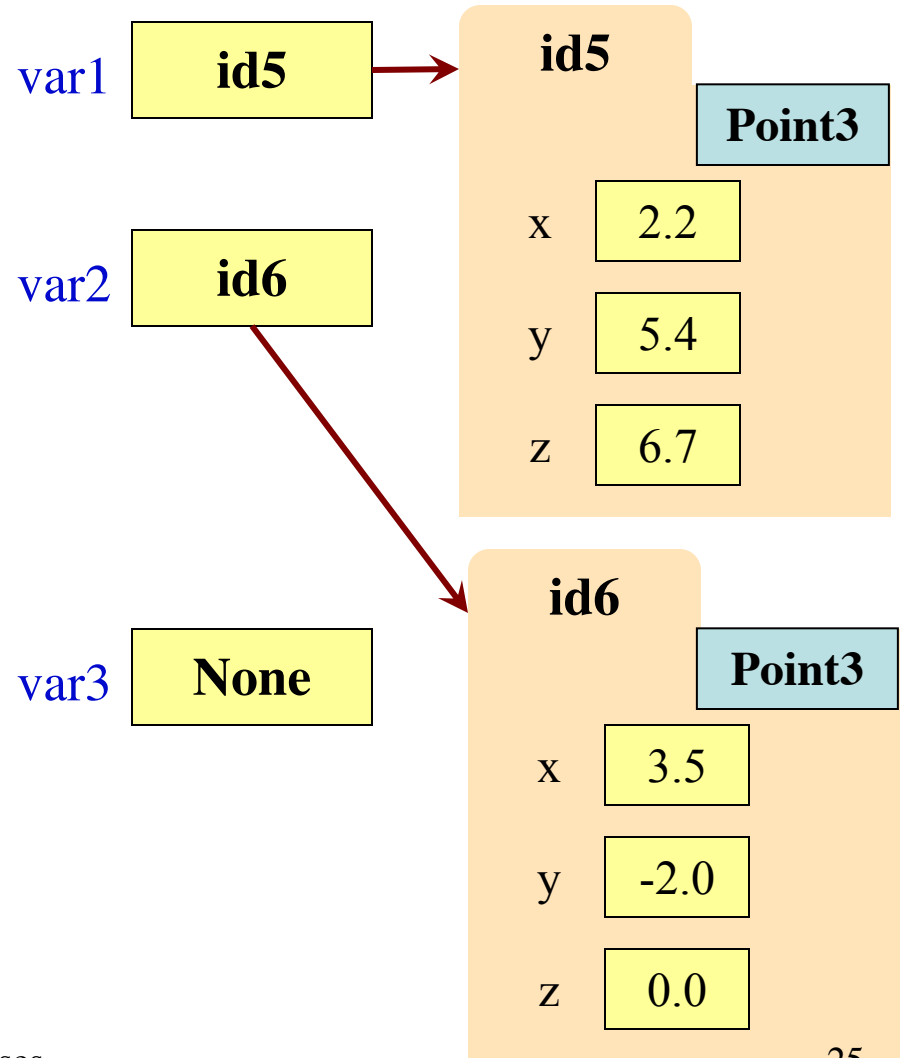 var1 id5
id5
Point3
x 2.2
y 5.4
z 6.7
var2 id6
id6
Point3
var3 None
x 3.5
y -2.0
z 0.0
25